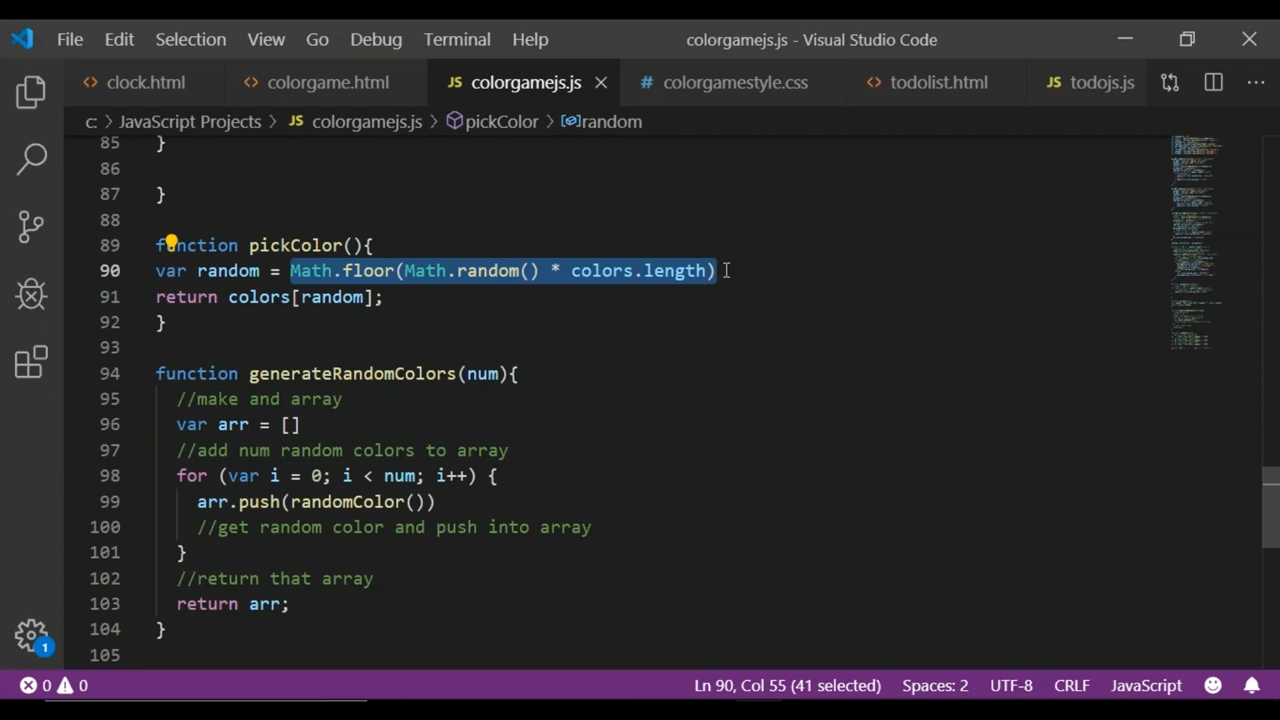 File Edit Selection View Go Debug Terminal Help colorgamejs.js - Visual Studio Code
<> clock.html <> colorgame.html JS colorgamejs.js # colorgamestyle.css <> todolist.html JS todojs.js ...
c: > JavaScript Projects > JS colorgamejs.js > pickColor > random
85 }
86
87 }
88
89 function pickColor(){
90 var random = Math.floor(Math.random() * colors.length)
91 return colors[random];
92 }
93
94 function generateRandomColors(num){
95 //make and array
96 var arr = []
97 //add num random colors to array
98 for (var i = 0; i < num; i++) {
99 arr.push(randomColor())
100 //get random color and push into array
101 }
102 //return that array
103 return arr;
104 }
105
1
0 0 Ln 90, Col 55 (41 selected) Spaces: 2 UTF-8 CRLF JavaScript